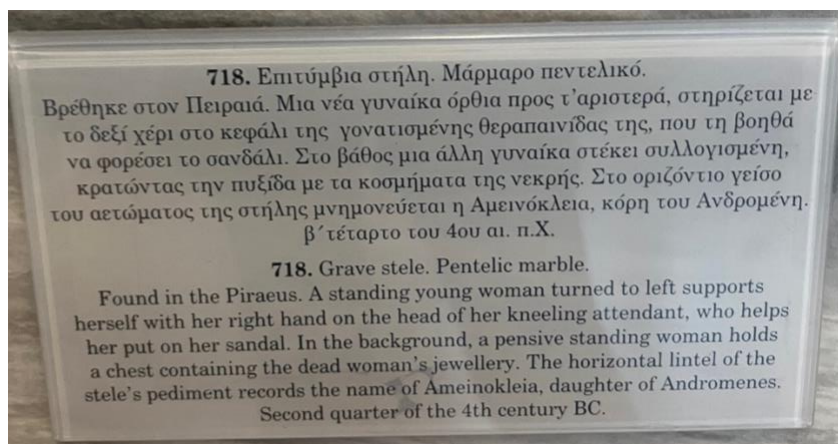 718. Επιτύμβια στήλη. Μάρμαρο πεντελικό.
Βρέθηκε στον Πειραιά. Μια νέα γυναίκα όρθια προς τ’αριστερά, στηρίζεται με
το δεξί χέρι στο κεφάλι της γονατισμένης θεραπαινίδας της, που τη βοηθά
να φορέσει το σανδάλι. Στο βάθος μια άλλη γυναίκα στέκει συλλογισμένη,
κρατώντας την πυξίδα με τα κοσμήματα της νεκρής. Στο οριζόντιο γείσο
του αετώματος της στήλης μνημονεύεται η Αμεινόκλεια, κόρη του Ανδρομένη.
β΄τέταρτο του 4ου αι. π.Χ.
718. Grave stele. Pentelic marble.
Found in the Piraeus. A standing young woman turned to left supports
herself with her right hand on the head of her kneeling attendant, who helps
her put on her sandal. In the background, a pensive standing woman holds
a chest containing the dead woman’s jewellery. The horizontal lintel of the
stele’s pediment records the name of Ameinokleia, daughter of Andromenes.
Second quarter of the 4th century BC.